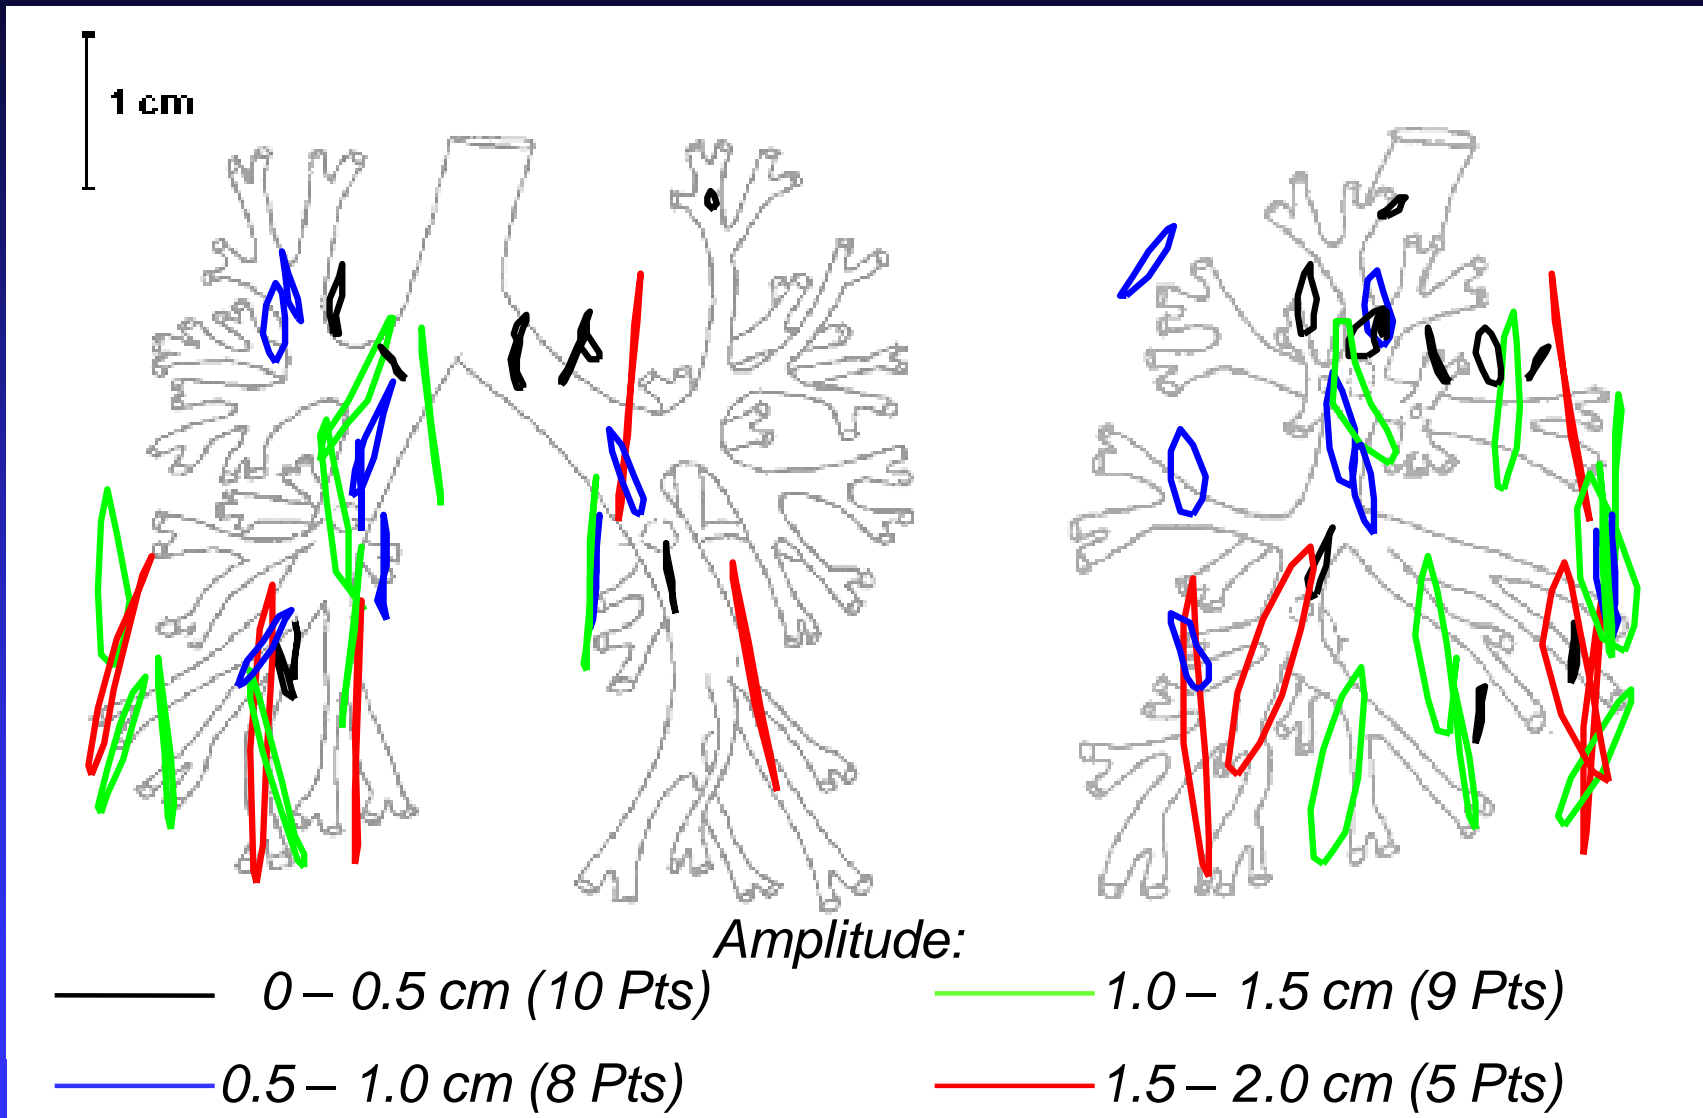 1 cm
Amplitude:
0 – 0.5 cm (10 Pts)
1.0 – 1.5 cm (9 Pts)
0.5 – 1.0 cm (8 Pts)
1.5 – 2.0 cm (5 Pts)